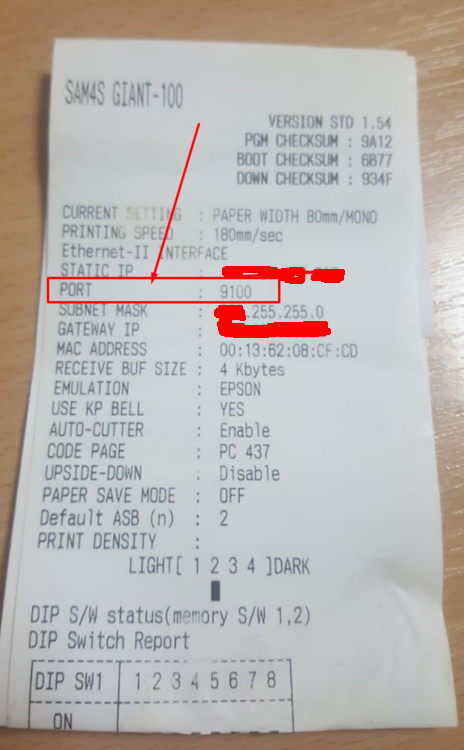 SAM4S GIANT-100
VERSION STD 1.54
PGM CHECKSUM : 9A12
BOOT CHECKSUM : 6B77
DOWN CHECKSUM : 934F
CURRENT SETTING : PAPER WIDTH 80mm/MONO
PRINTING SPEED : 180mm/sec
Ethernet-II INTERFACE
STATIC IP :
PORT : 9100
SUBNET MASK : .255.255.0
GATEWAY IP :
MAC ADDRESS : 00:13:62:08:CF:CD
RECEIVE BUF SIZE : 4 Kbytes
EMULATION : EPSON
USE KP BELL : YES
AUTO-CUTTER : Enable
CODE PAGE : PC 437
UPSIDE-DOWN : Disable
PAPER SAVE MODE : OFF
Default ASB (n) : 2
PRINT DENSITY :
LIGHT[ 1 2 3 4 ]DARK
DIP S/W status(memory S/W 1,2)
DIP Switch Report
DIP SW1 1 2 3 4 5 6 7 8
ON